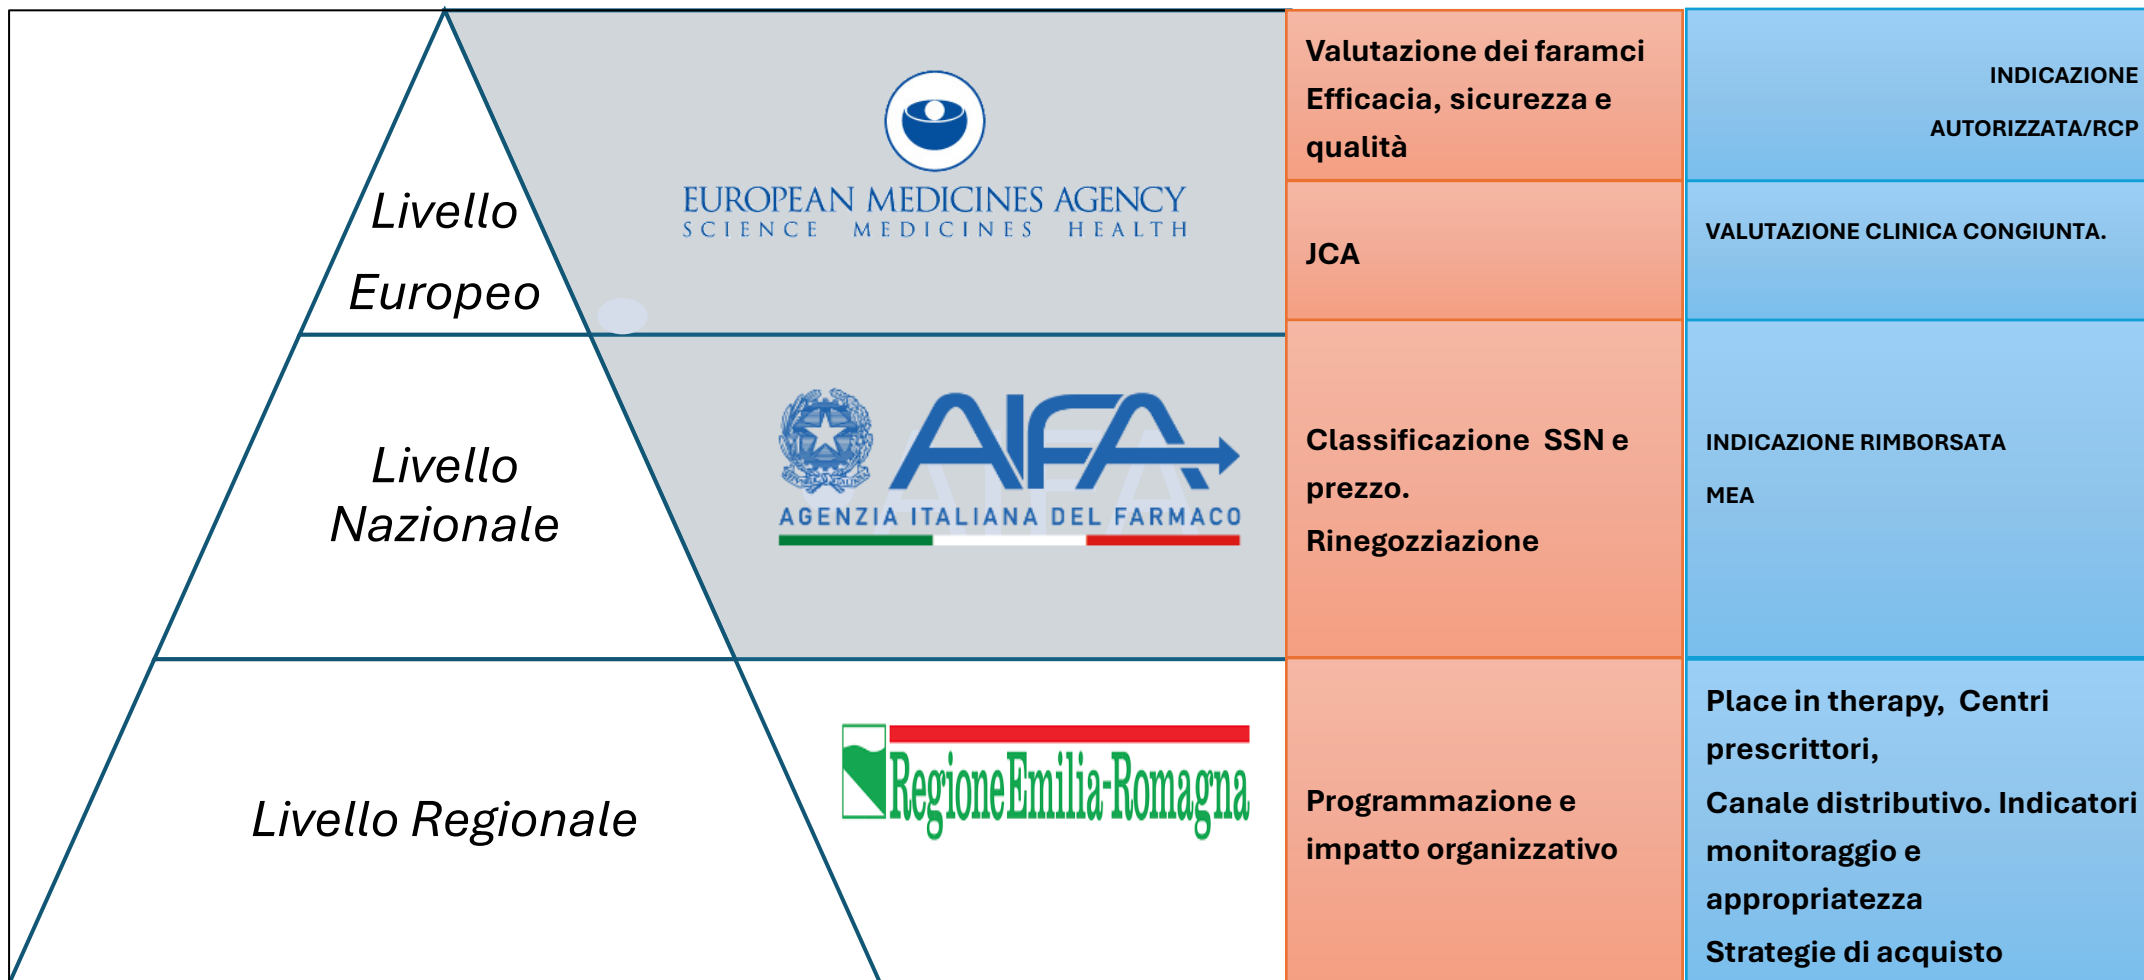 Livello
Europeo
EUROPEAN MEDICINES AGENCY
SCIENCE MEDICINES HEALTH
Valutazione dei faramci
Efficacia, sicurezza e
qualità
INDICAZIONE
AUTORIZZATA/RCP
JCA
VALUTAZIONE CLINICA CONGIUNTA.
Livello
Nazionale
AIFA
AGENZIA ITALIANA DEL FARMACO
Classificazione SSN e
prezzo.
Rinegozziazione
INDICAZIONE RIMBORSATA
MEA
Livello Regionale
RegioneEmilia-Romagna
Programmazione e
impatto organizzativo
Place in therapy, Centri
prescrittori,
Canale distributivo. Indicatori
monitoraggio e
appropriatezza
Strategie di acquisto